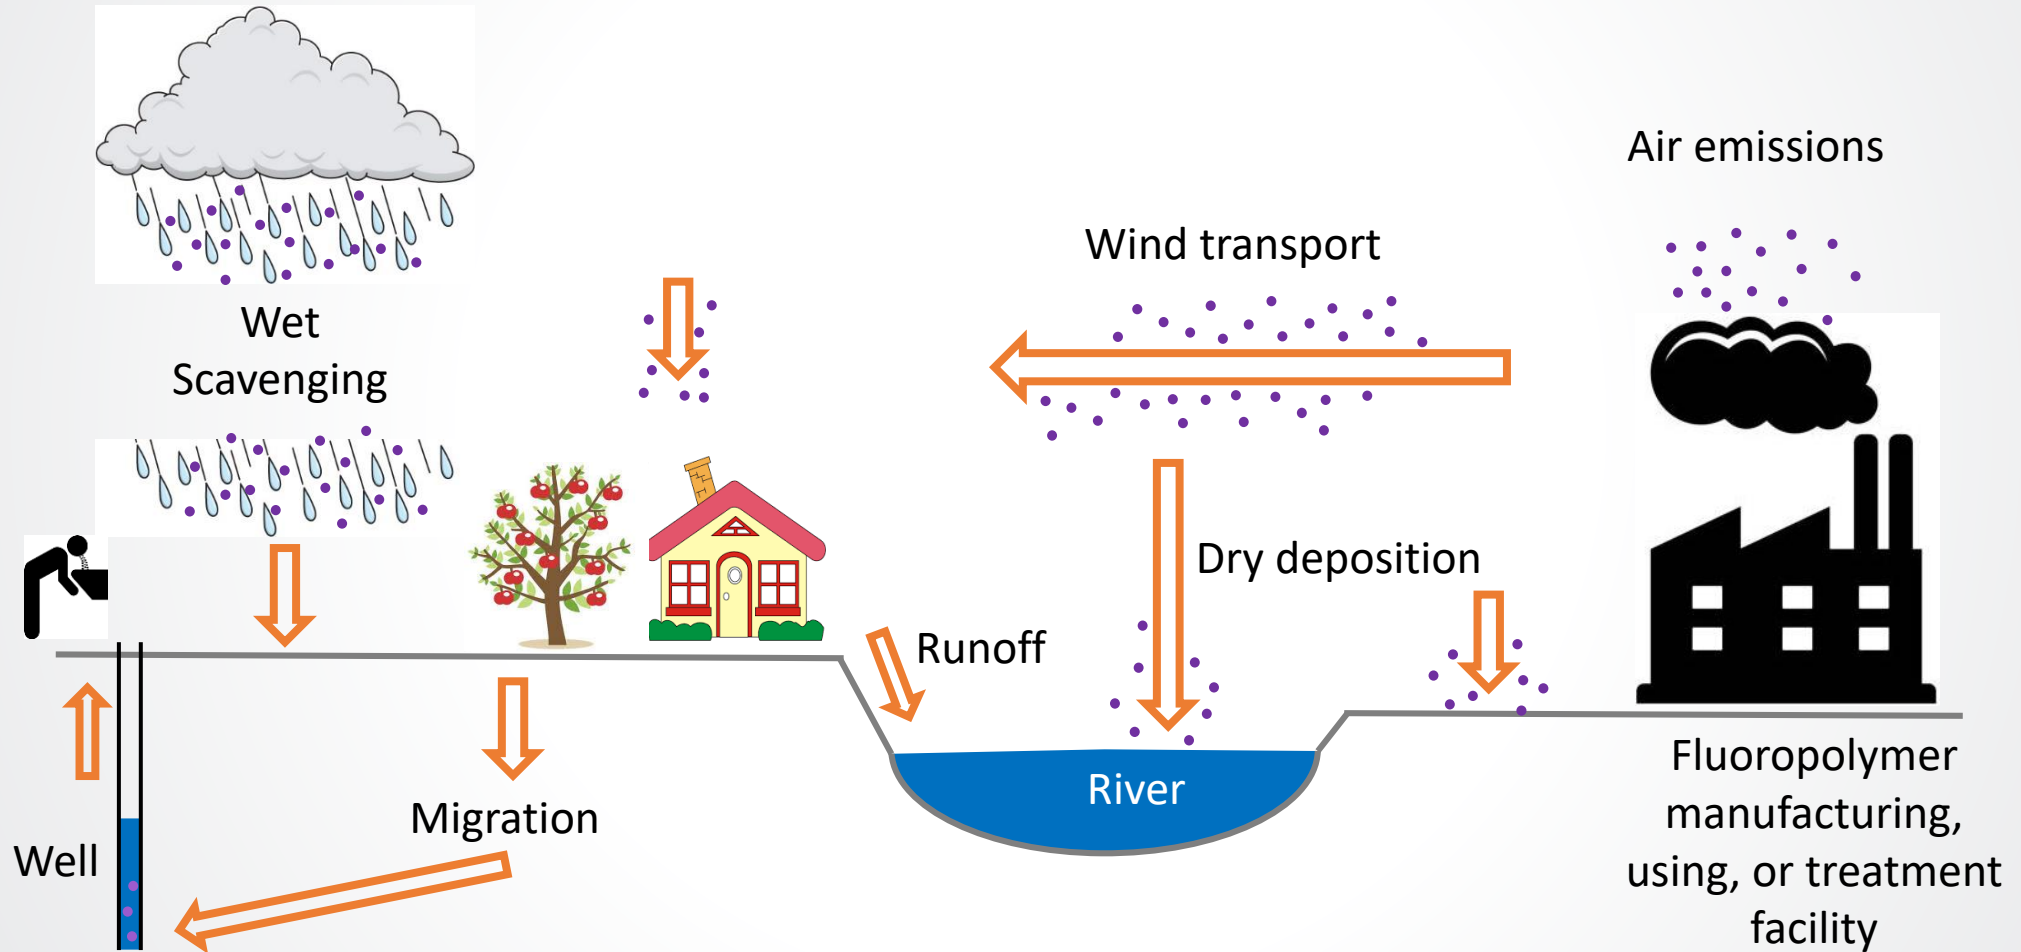 Air emissions
Wind transport
Wet
Scavenging
Dry deposition
Runoff
River
Migration
Well
Fluoropolymer
manufacturing,
using, or treatment
facility